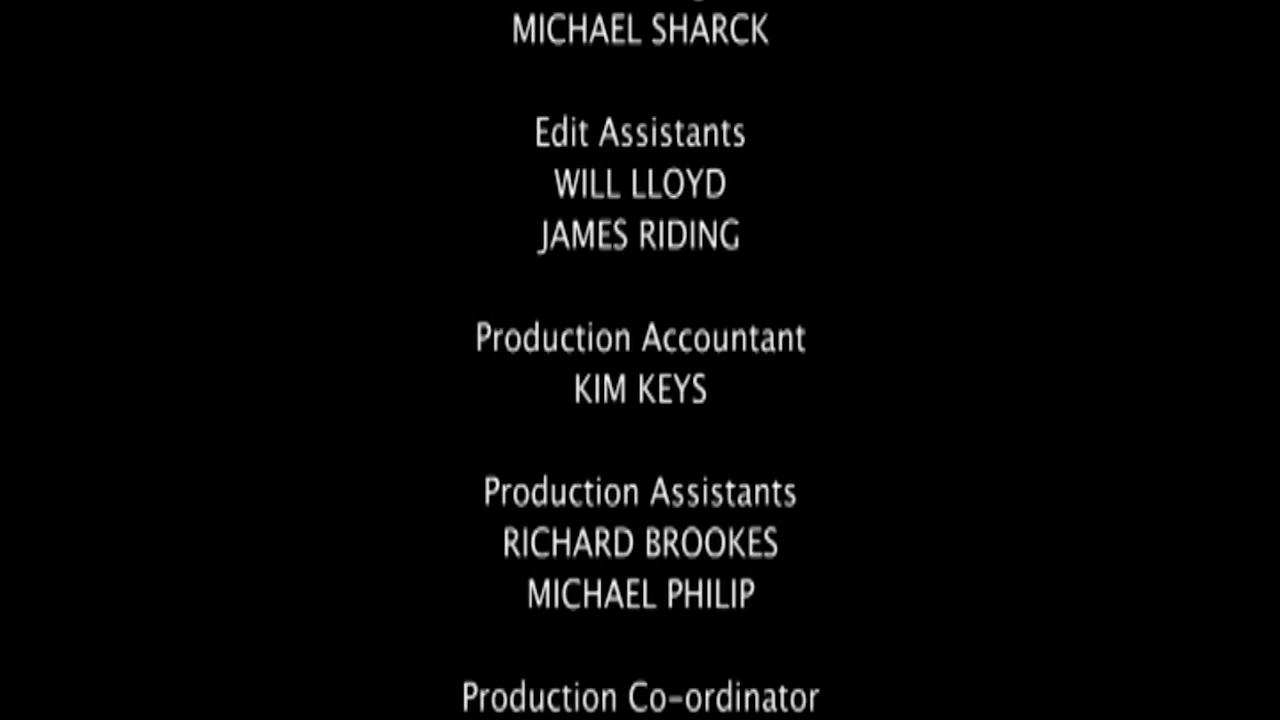 MICHAEL SHARCK
Edit Assistants
WILL LLOYD
JAMES RIDING
Production Accountant
KIM KEYS
Production Assistants
RICHARD BROOKES
MICHAEL PHILIP
Production Co-ordinator